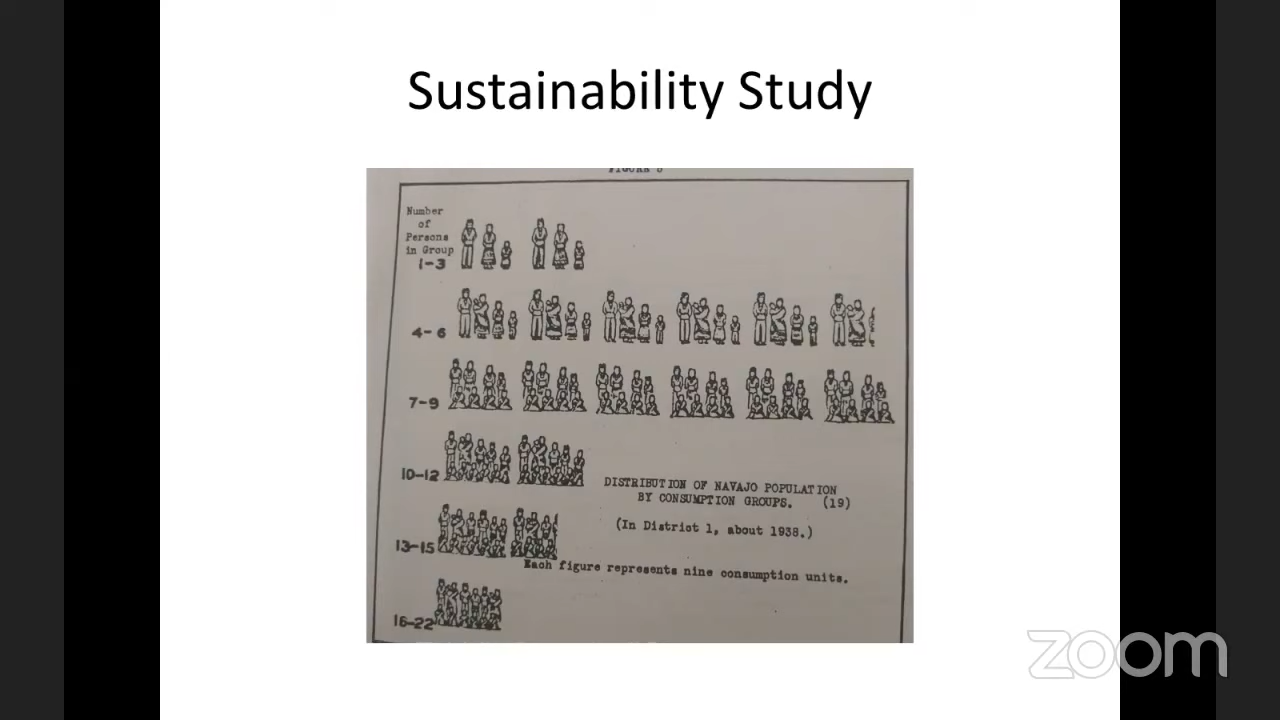 Sustainability Study
FIGURE
Number
of
Persons
in Group
1-3
4-6
7-9
10-12
DISTRIBUTION OF NAVAJO POPULATION
BY CONSUMPTION GROUPS. (19)
(In District 1, about 1938.)
13-15
Each figure represents nine consumption units.
16-22
zoom